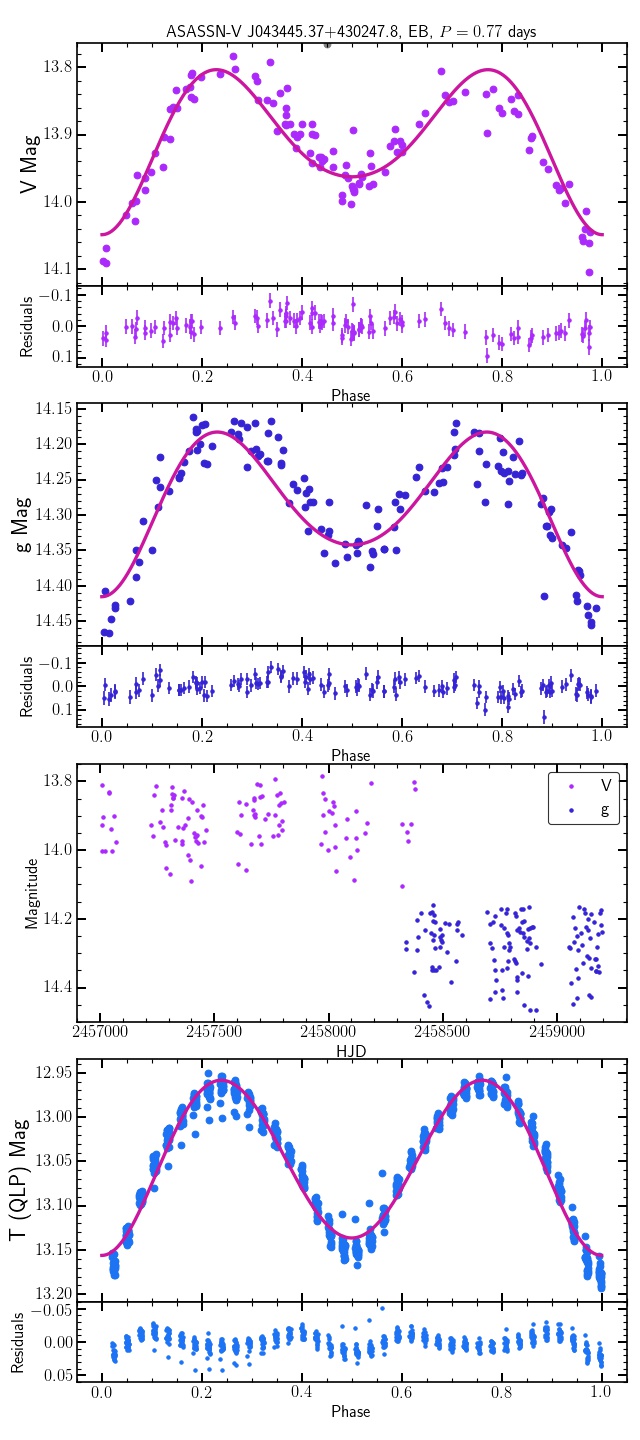 ASASSN-V J043445.37+430247.8, EB, P = 0.77 days
13.8
13.9
14.0
14.1
V Mag
−0.1
0.0
0.1
Residuals
0.0 0.2 0.4 0.6 0.8 1.0
Phase
14.15
14.20
14.25
14.30
14.35
14.40
14.45
g Mag
−0.1
0.0
0.1
Residuals
0.0 0.2 0.4 0.6 0.8 1.0
Phase
13.8
14.0
14.2
14.4
Magnitude
V
g
2457000 2457500 2458000 2458500 2459000
HJD
12.95
13.00
13.05
13.10
13.15
13.20
T (QLP) Mag
−0.05
0.00
0.05
Residuals
0.0 0.2 0.4 0.6 0.8 1.0
Phase